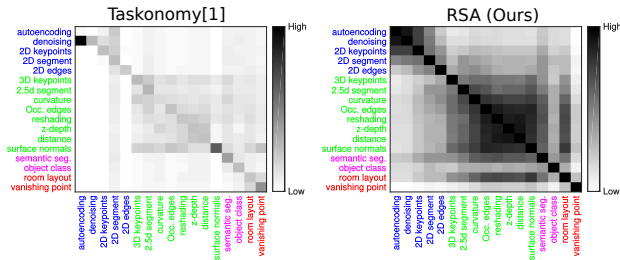 Taskonomy[1]
autoencoding
denoising
2D keypoints
2D segment
2D edges
3D keypoints
2.5d segment
curvature
Occ. edges
reshading
z-depth
distance
surface normals
semantic seg.
object class
room layout
vanishing point
autoencoding
denoising
2D keypoints
2D segment
2D edges
3D keypoints
2.5d segment
curvature
Occ. edges
reshading
z-depth
distance
surface normals
semantic seg.
object class
room layout
vanishing point
High
Low
RSA (Ours)
autoencoding
denoising
2D keypoints
2D segment
2D edges
3D keypoints
2.5d segment
curvature
Occ. edges
reshading
z-depth
distance
surface normals
semantic seg.
object class
room layout
vanishing point
autoencoding
denoising
2D keypoints
2D segment
2D edges
3D keypoints
2.5d segment
curvature
Occ. edges
reshading
z-depth
distance
surface normals
semantic seg.
object class
room layout
vanishing point
High
Low